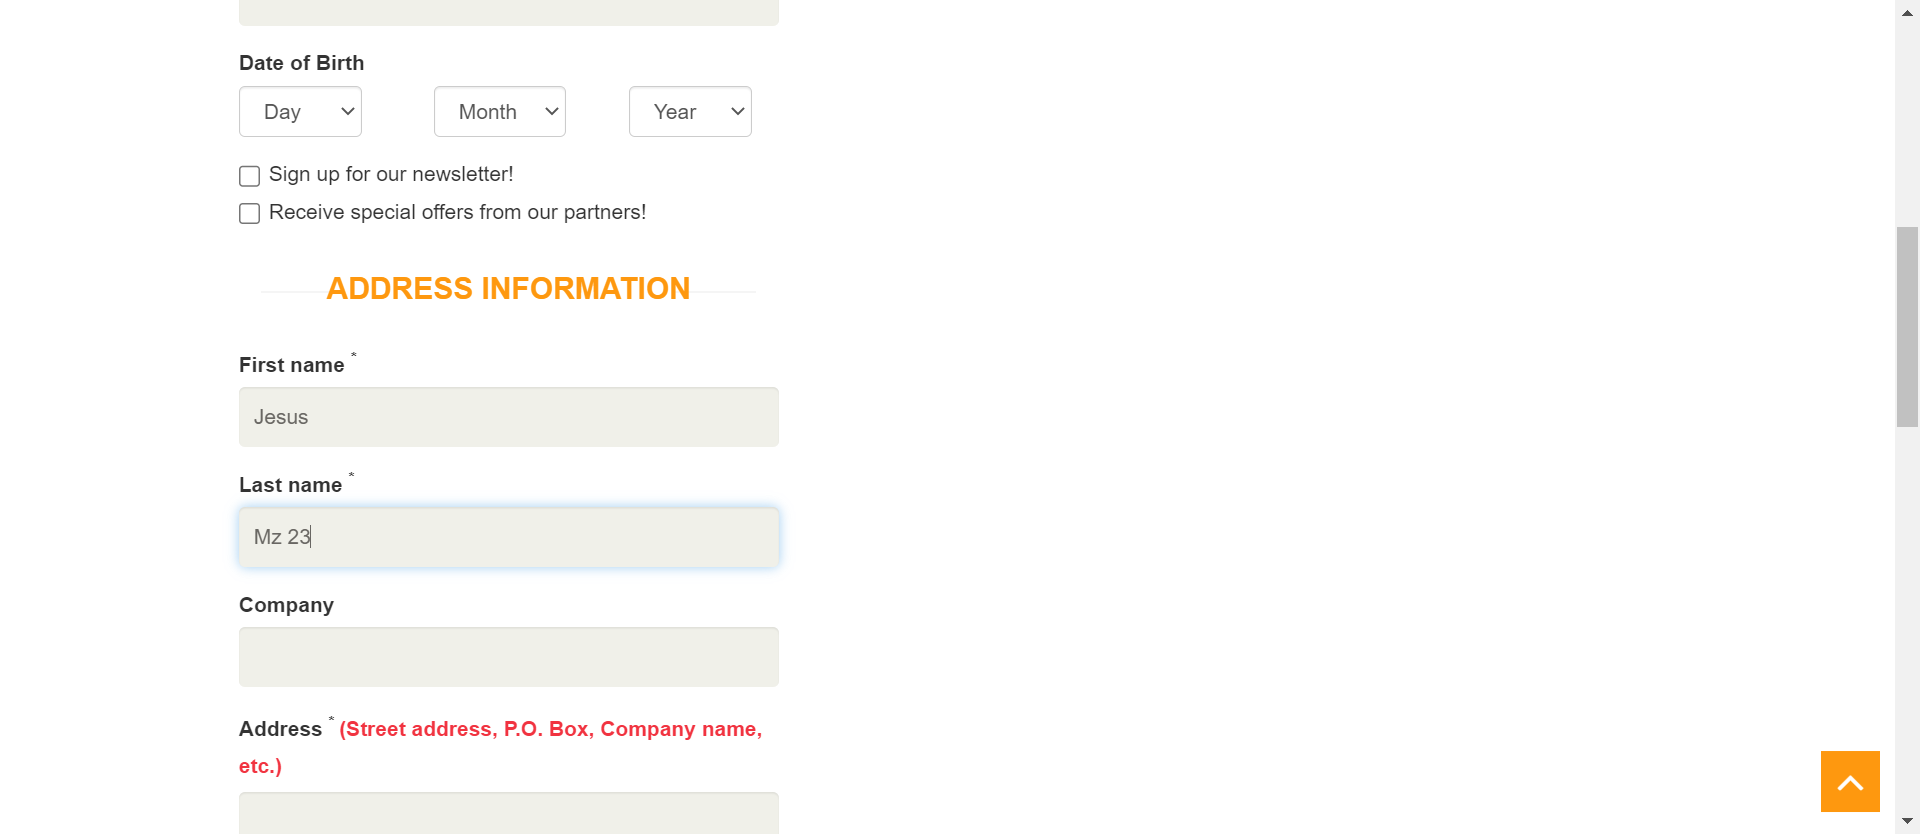 Date of Birth
Day Month Year
Sign up for our newsletter!
Receive special offers from our partners!
ADDRESS INFORMATION
First name *
Jesus
Last name *
Mz 23
Company
Address * (Street address, P.O. Box, Company name,
etc.)